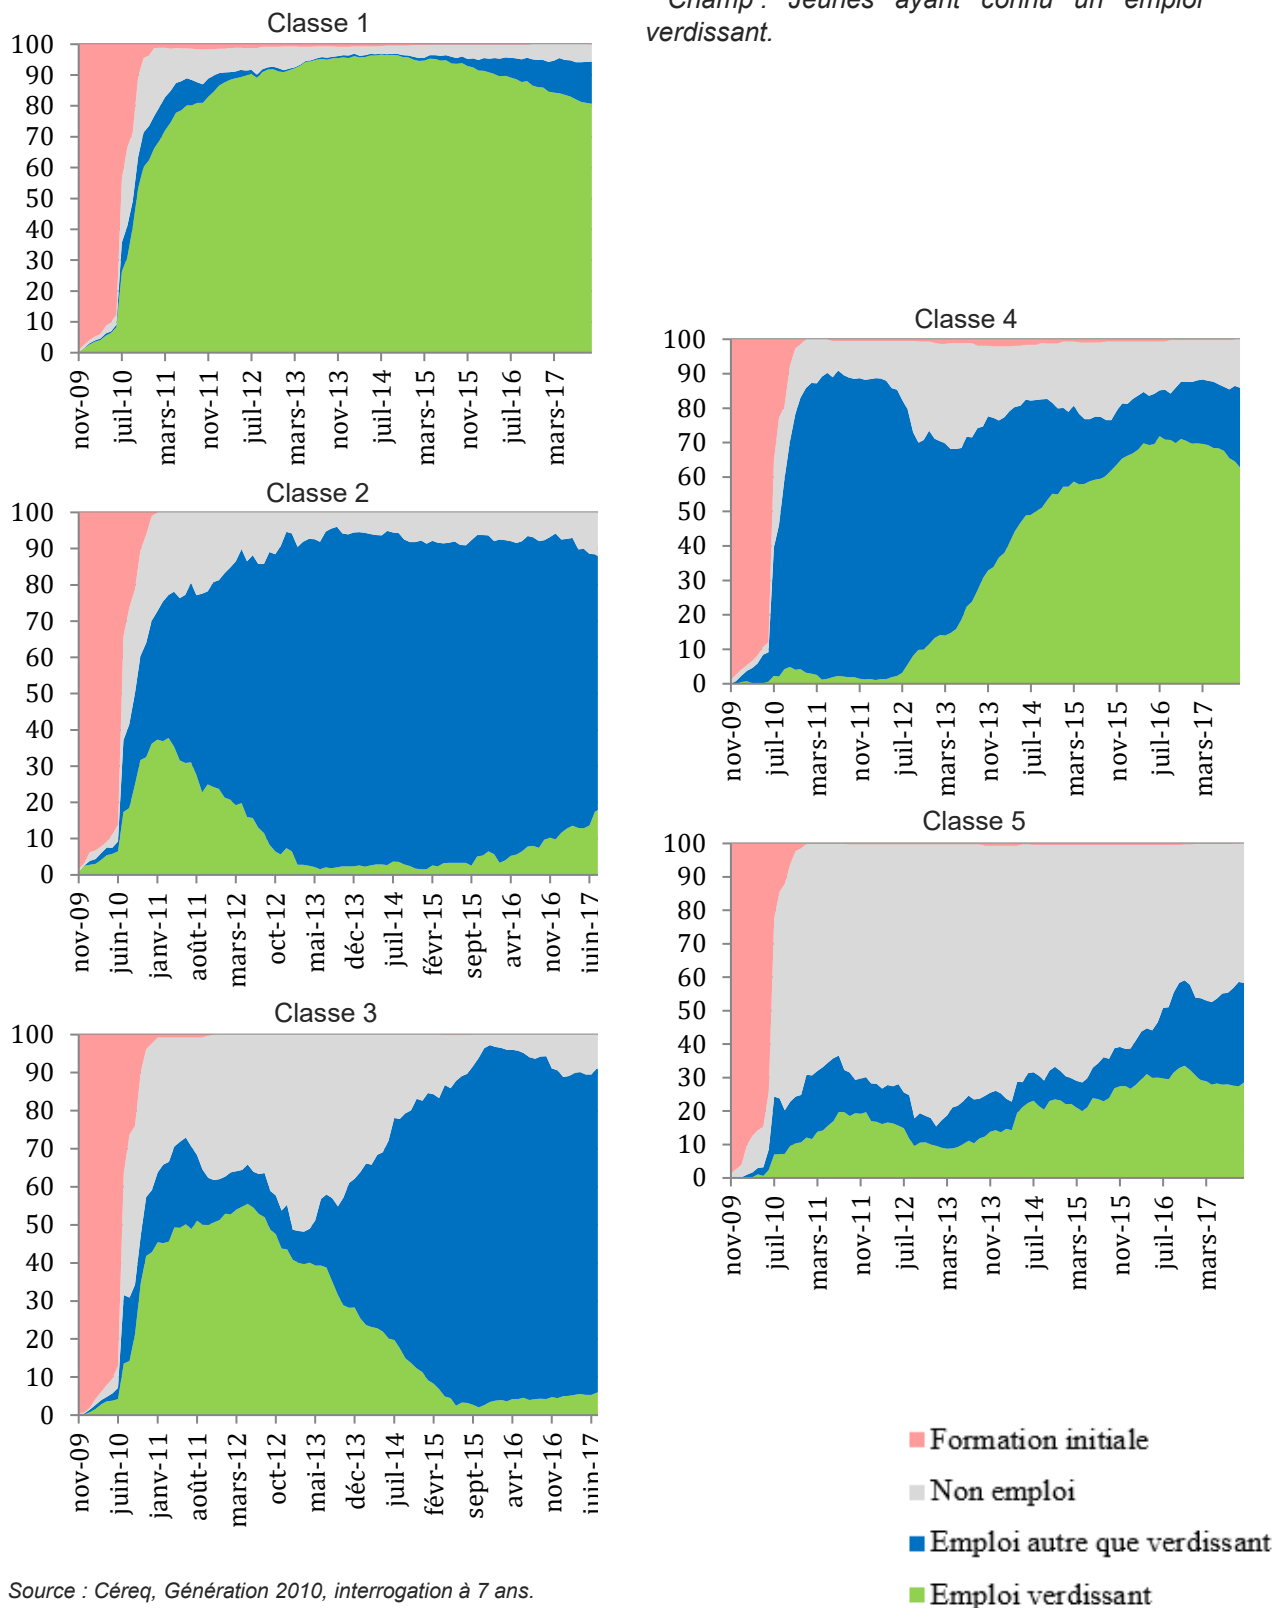 Champ : Jeunes ayant connu un emploi
verdissant.
Classe 1
100
90
80
70
60
50
40
30
20
10
0
nov-09
juil-10
mars-11
nov-11
juil-12
mars-13
nov-13
juil-14
mars-15
nov-15
juil-16
mars-17
Classe 2
100
90
80
70
60
50
40
30
20
10
0
nov-09
juin-10
janv-11
août-11
mars-12
oct-12
mai-13
déc-13
juil-14
févr-15
sept-15
avr-16
nov-16
juin-17
Classe 3
100
90
80
70
60
50
40
30
20
10
0
nov-09
juin-10
janv-11
août-11
mars-12
oct-12
mai-13
déc-13
juil-14
févr-15
sept-15
avr-16
nov-16
juin-17
Classe 4
100
90
80
70
60
50
40
30
20
10
0
nov-09
juil-10
mars-11
nov-11
juil-12
mars-13
nov-13
juil-14
mars-15
nov-15
juil-16
mars-17
Classe 5
100
90
80
70
60
50
40
30
20
10
0
nov-09
juil-10
mars-11
nov-11
juil-12
mars-13
nov-13
juil-14
mars-15
nov-15
juil-16
mars-17
Formation initiale
Non emploi
Emploi autre que verdissant
Emploi verdissant
Source : Céreq, Génération 2010, interrogation à 7 ans.